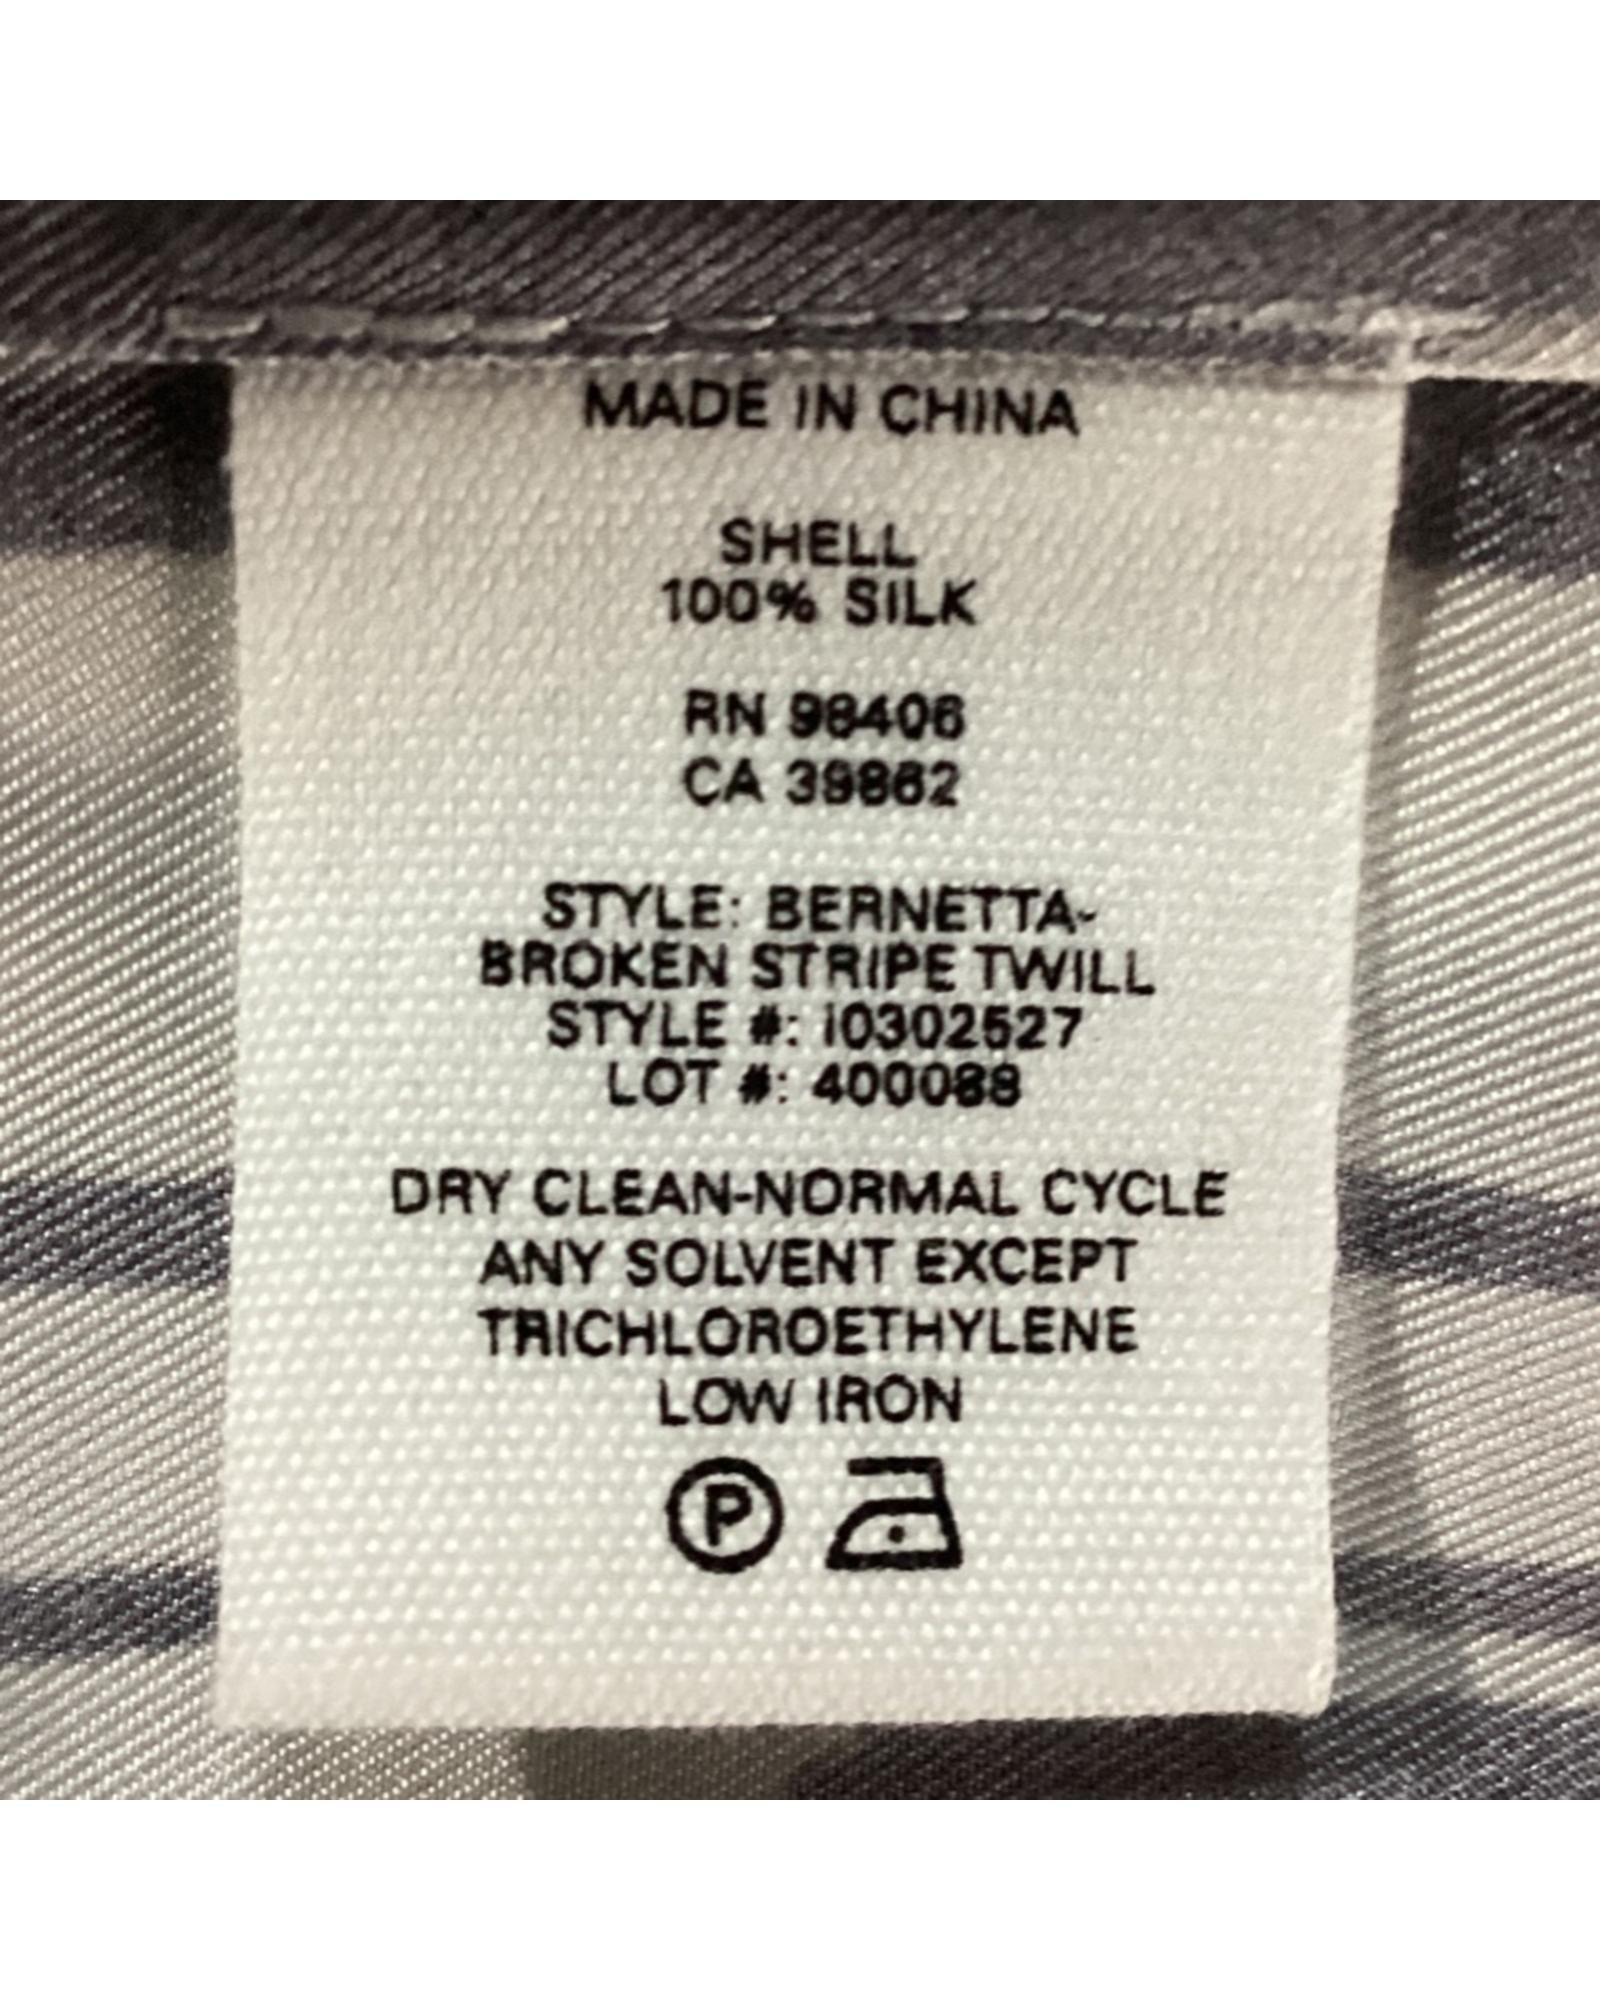 MADE IN CHINA
SHELL
100% SILK
RN 98406
CA 39862
STYLE: BERNETTA-
BROKEN STRIPE TWILL
STYLE #: I0302527
LOT #:
DRY CLEAN-NORMAL CYCLE
ANY SOLVENT EXCEPT
TRICHLOROETHYLENE
LOW IRON
P